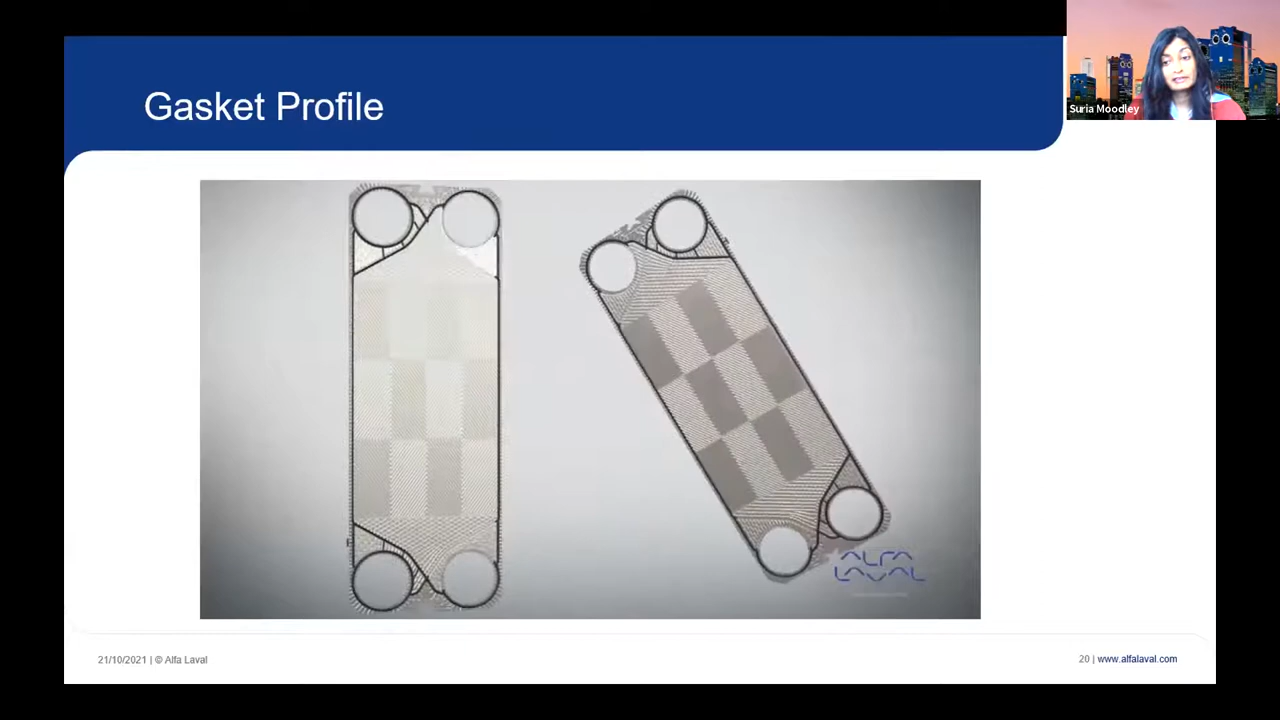 Gasket Profile
Suria Moodley
ALFA
LAVAL
21/10/2021 | © Alfa Laval
20 | www.alfalaval.com